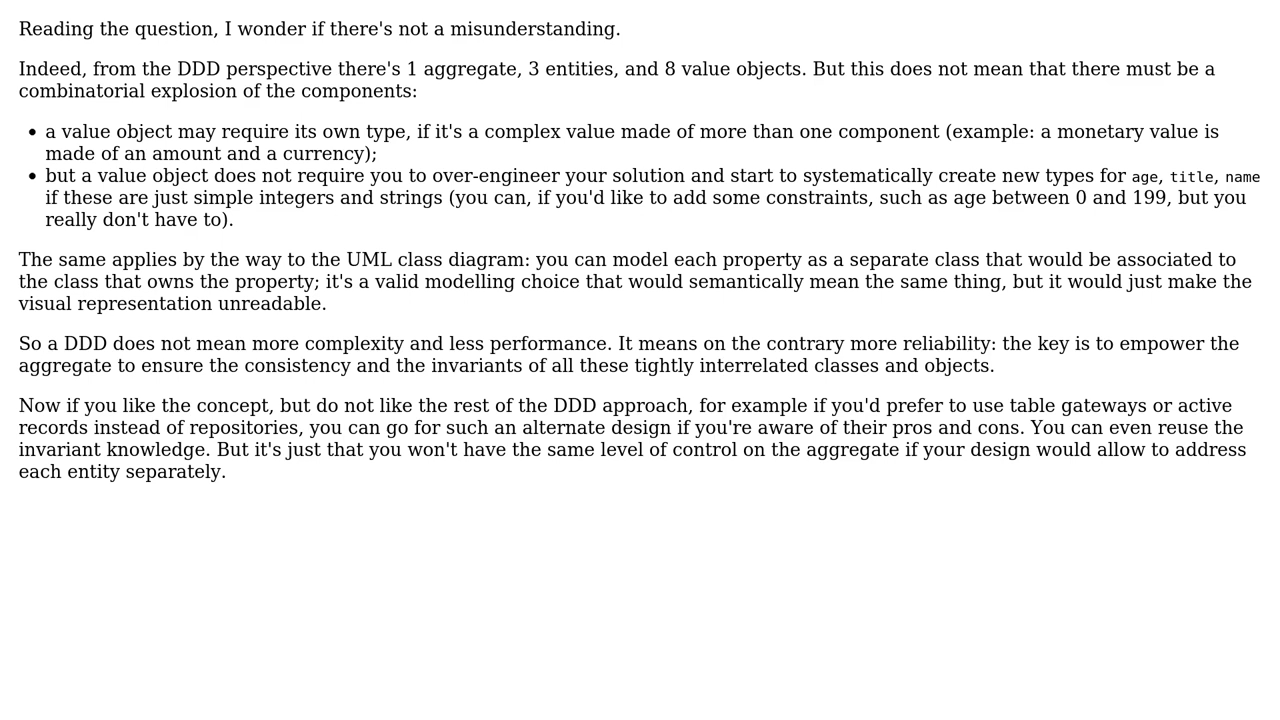 Reading the question, I wonder if there's not a misunderstanding.
Indeed, from the DDD perspective there's 1 aggregate, 3 entities, and 8 value objects. But this does not mean that there must be a
combinatorial explosion of the components:
• a value object may require its own type, if it's a complex value made of more than one component (example: a monetary value is
made of an amount and a currency);
• but a value object does not require you to over-engineer your solution and start to systematically create new types for age, title, name
if these are just simple integers and strings (you can, if you'd like to add some constraints, such as age between 0 and 199, but you
really don't have to).
The same applies by the way to the UML class diagram: you can model each property as a separate class that would be associated to
the class that owns the property; it's a valid modelling choice that would semantically mean the same thing, but it would just make the
visual representation unreadable.
So a DDD does not mean more complexity and less performance. It means on the contrary more reliability: the key is to empower the
aggregate to ensure the consistency and the invariants of all these tightly interrelated classes and objects.
Now if you like the concept, but do not like the rest of the DDD approach, for example if you'd prefer to use table gateways or active
records instead of repositories, you can go for such an alternate design if you're aware of their pros and cons. You can even reuse the
invariant knowledge. But it's just that you won't have the same level of control on the aggregate if your design would allow to address
each entity separately.